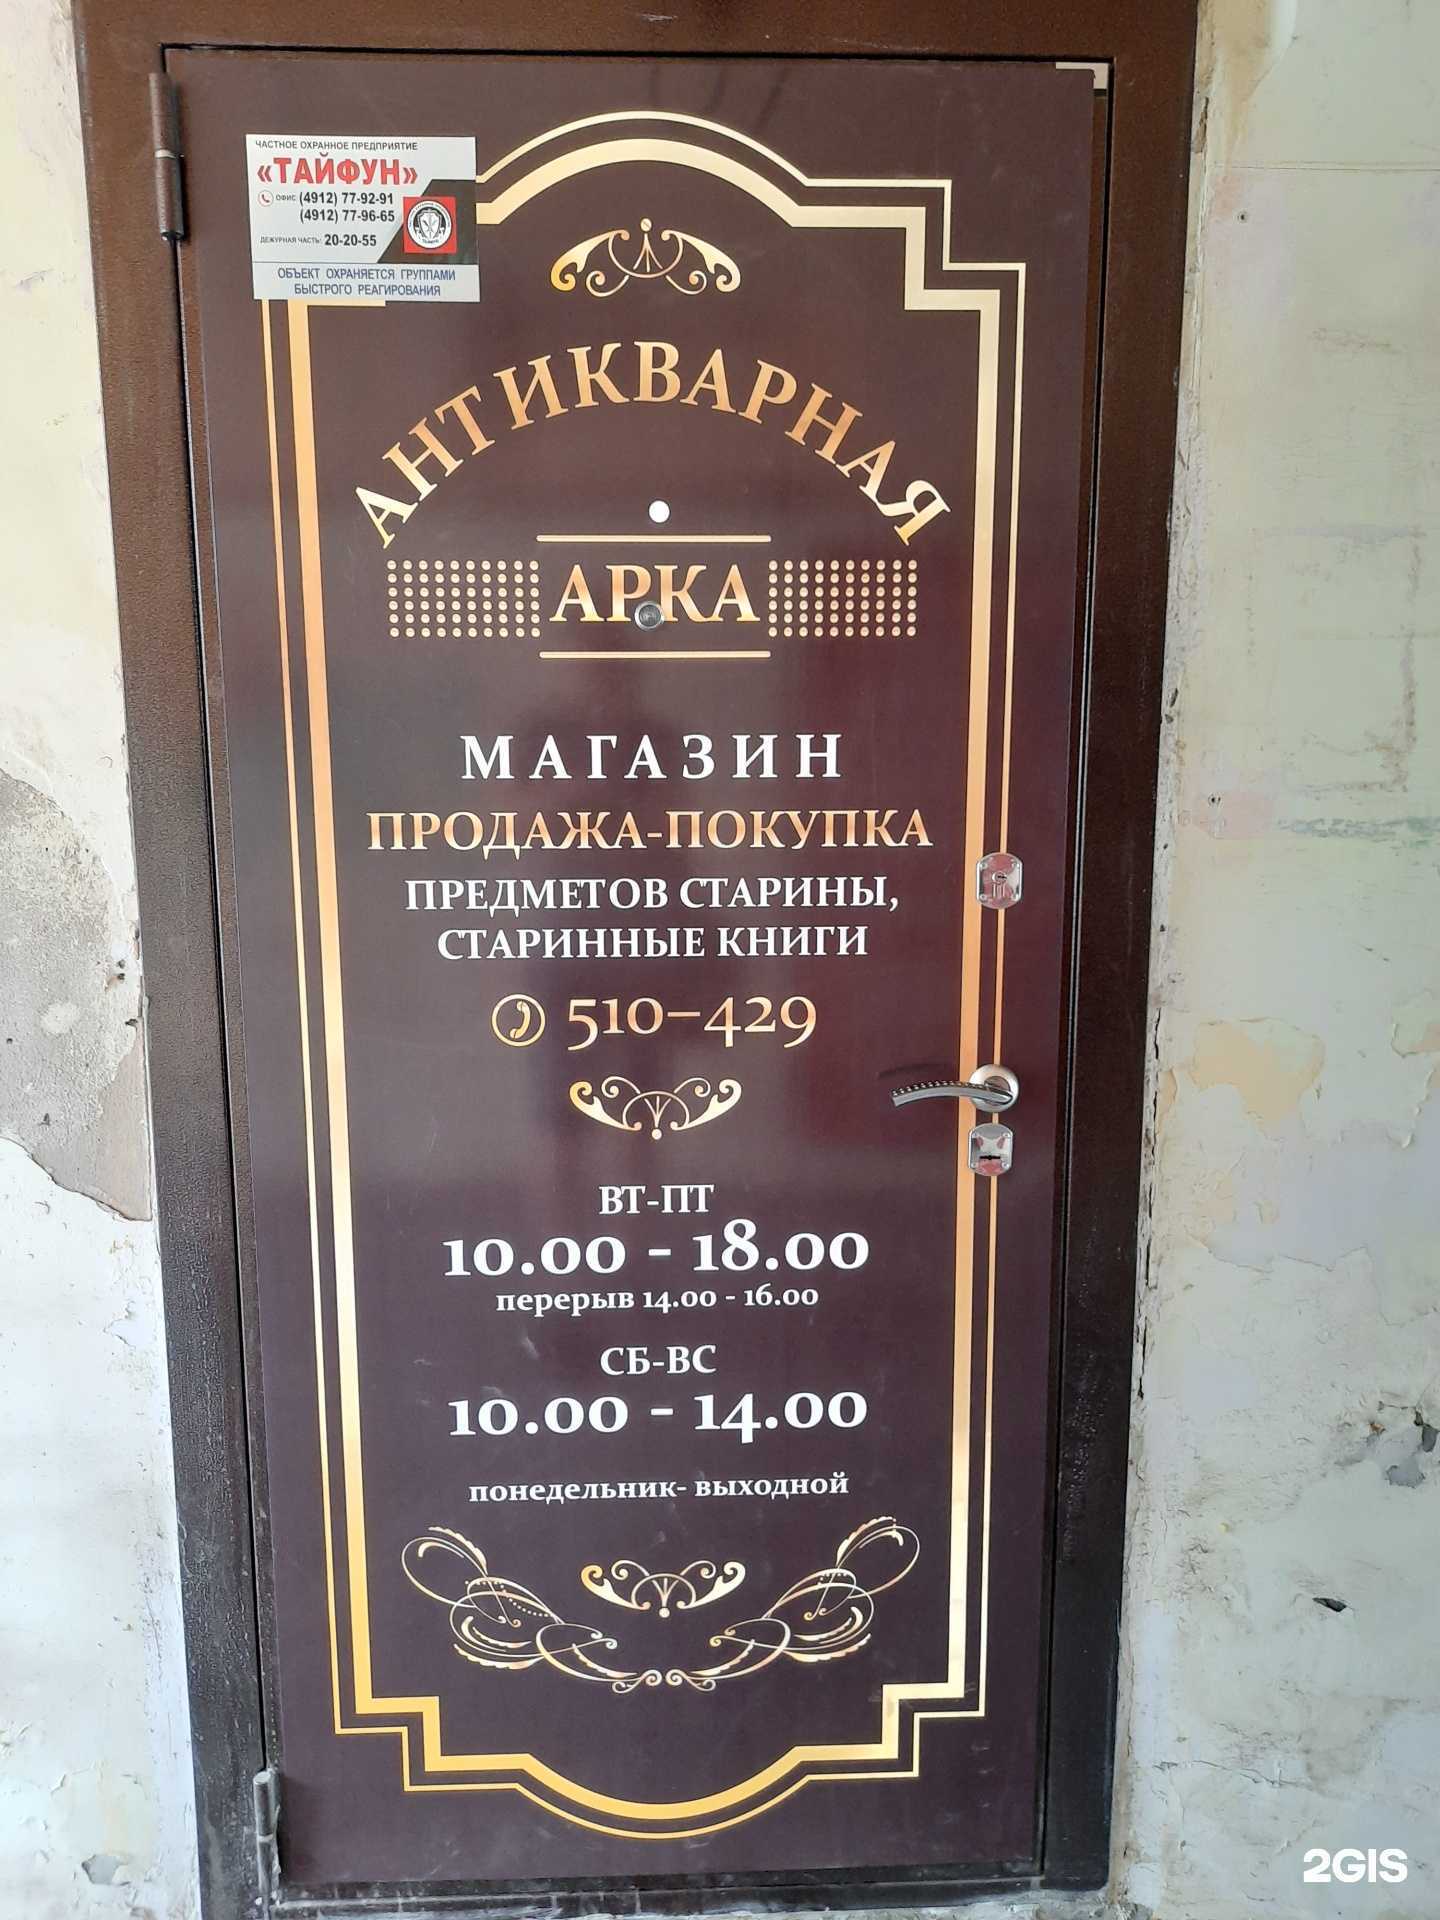 ЧАСТНОЕ ОХРАННОЕ ПРЕДПРИЯТИЕ
«ТАЙФУН»
ОФИС (4912) 77-92-91
(4912) 77-96-65
ДЕЖУРНАЯ ЧАСТЬ: 20-20-55
ОБЪЕКТ ОХРАНЯЕТСЯ ГРУППАМИ
БЫСТРОГО РЕАГИРОВАНИЯ
АНТИКВАРНАЯ
АРКА
МАГАЗИН
ПРОДАЖА-ПОКУПКА
ПРЕДМЕТОВ СТАРИНЫ,
СТАРИННЫЕ КНИГИ
510-429
ВТ-ПТ
10.00 - 18.00
перерыв 14.00 - 16.00
СБ-ВС
10.00 - 14.00
понедельник- выходной
2GIS